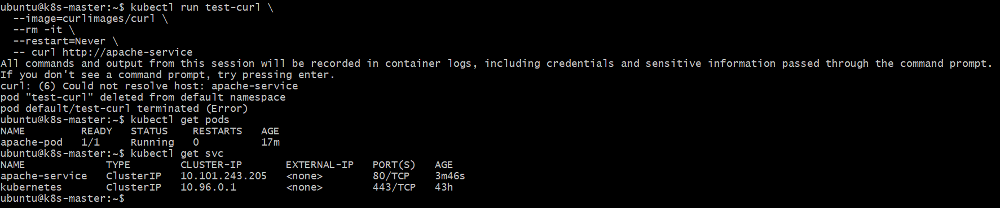 ubuntu@k8s-master:~$ kubectl run test-curl \
  --image=curlimages/curl \
  --rm -it \
  --restart=Never \
  -- curl http://apache-service
All commands and output from this session will be recorded in container logs, including credentials and sensitive information passed through the command prompt.
If you don't see a command prompt, try pressing enter.
curl: (6) Could not resolve host: apache-service
pod "test-curl" deleted from default namespace
pod default/test-curl terminated (Error)
ubuntu@k8s-master:~$ kubectl get pods
NAME         READY   STATUS    RESTARTS   AGE
apache-pod   1/1     Running   0          17m
ubuntu@k8s-master:~$ kubectl get svc
NAME             TYPE        CLUSTER-IP       EXTERNAL-IP   PORT(S)   AGE
apache-service   ClusterIP   10.101.243.205   <none>        80/TCP    3m46s
kubernetes       ClusterIP   10.96.0.1        <none>        443/TCP   43h
ubuntu@k8s-master:~$